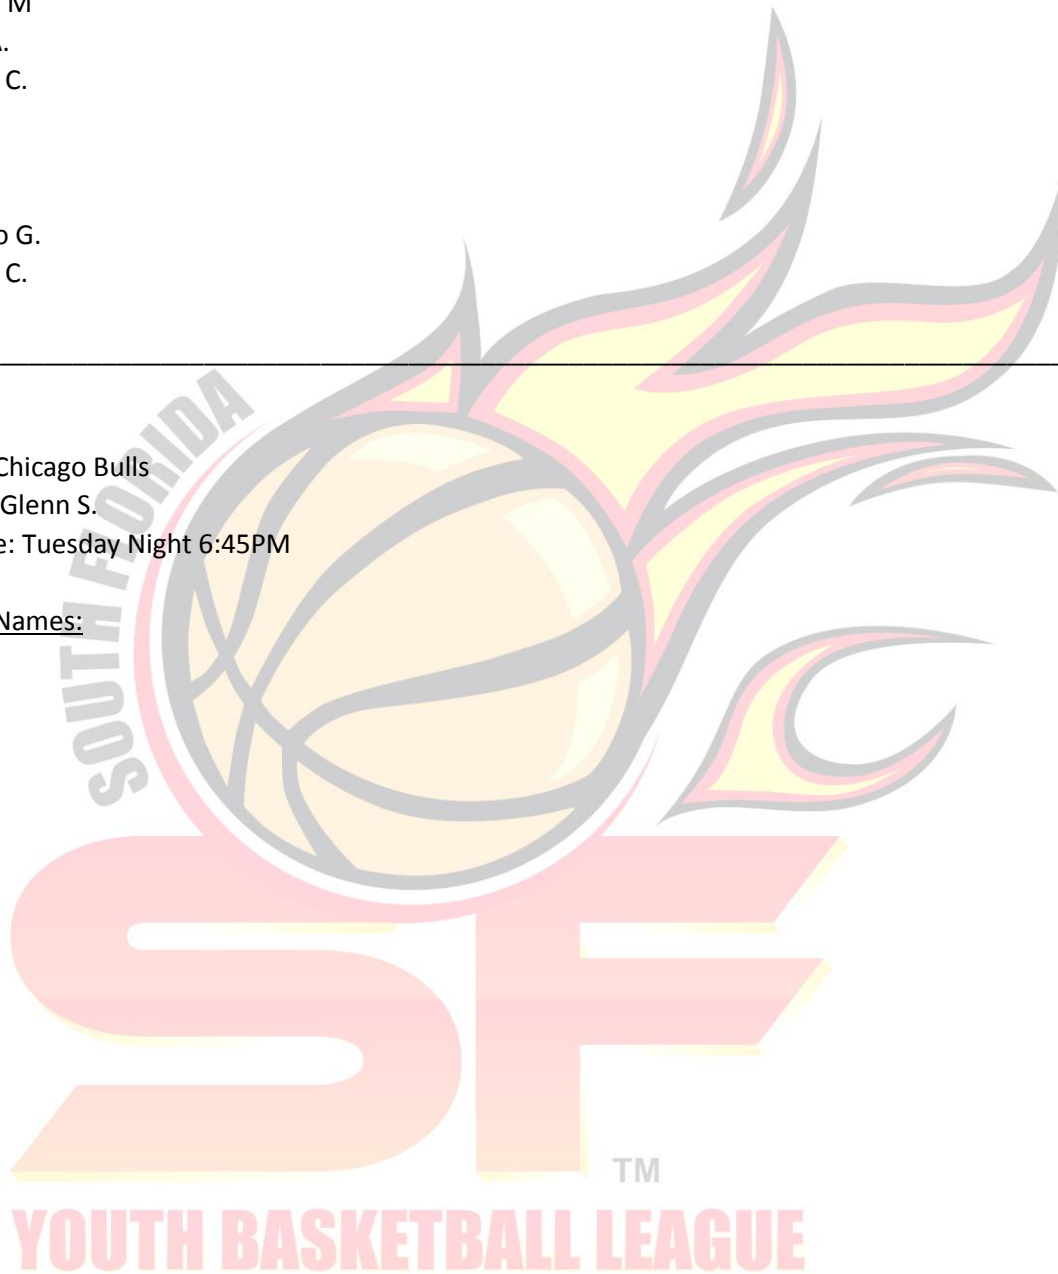 M
A.
C.
o G.
C.
Chicago Bulls
Glenn S.
e: Tuesday Night 6:45PM
Names:
SOUTH FLORIDA
SF
TM
YOUTH BASKETBALL LEAGUE